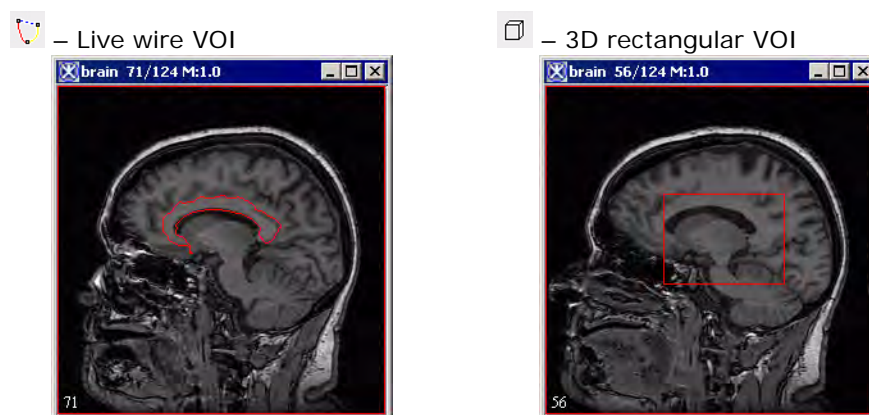 – Live wire VOI
– 3D rectangular VOI
brain 71/124 M:1.0
brain 56/124 M:1.0
71
56